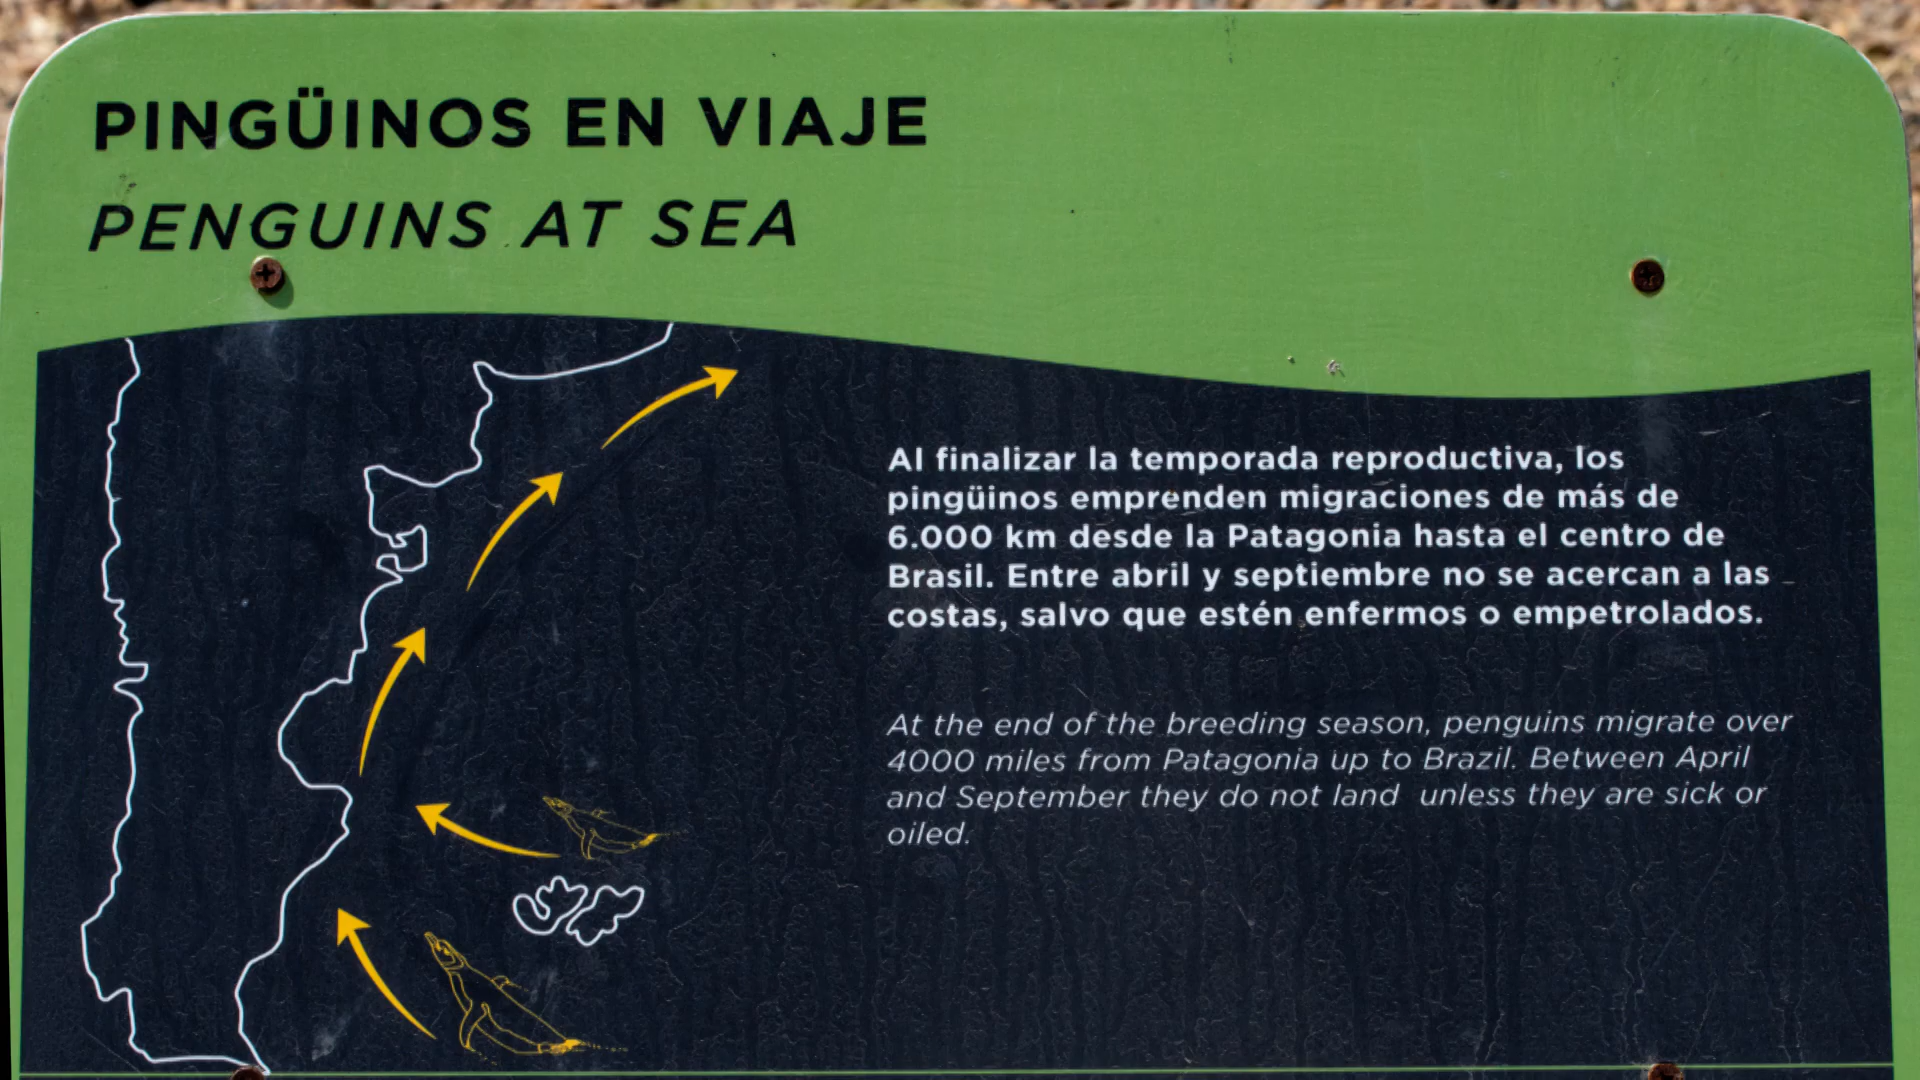 PINGÜINOS EN VIAJE
PENGUINS AT SEA
Al finalizar la temporada reproductiva, los
pingüinos emprenden migraciones de más de
6.000 km desde la Patagonia hasta el centro de
Brasil. Entre abril y septiembre no se acercan a las
costas, salvo que estén enfermos o empetrolados.
At the end of the breeding season, penguins migrate over
4000 miles from Patagonia up to Brazil. Between April
and September they do not land unless they are sick or
oiled.